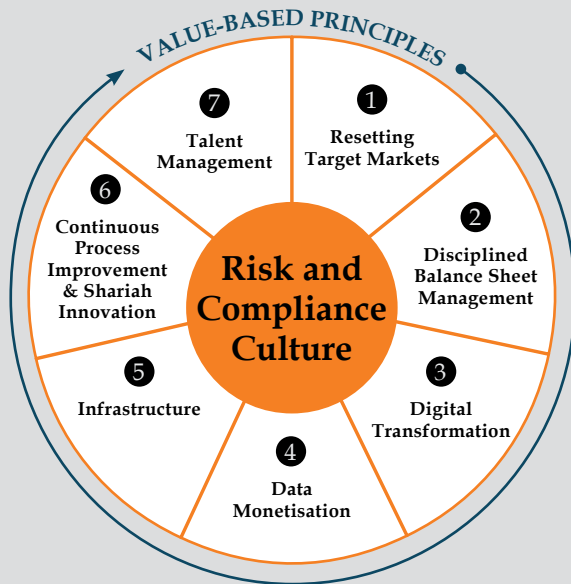 VALUE-BASED PRINCIPLES
1
Resetting
Target Markets
2
Disciplined
Balance Sheet
Management
3
Digital
Transformation
4
Data
Monetisation
5
Infrastructure
6
Continuous
Process
Improvement
& Shariah
Innovation
7
Talent
Management
Risk and
Compliance
Culture